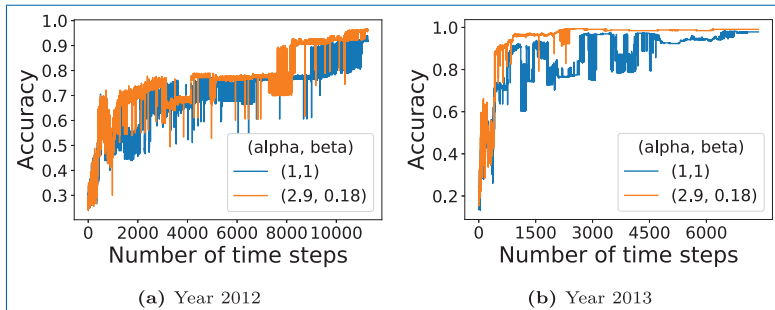 1.0
0.9
0.8
0.7
0.6
0.5
0.4
0.3
Accuracy
0 2000 4000 6000 8000 10000
Number of time steps
(alpha, beta)
(1,1)
(2.9, 0.18)
(a) Year 2012
1.0
0.8
0.6
0.4
0.2
Accuracy
0 1500 3000 4500 6000
Number of time steps
(alpha, beta)
(1,1)
(2.9, 0.18)
(b) Year 2013